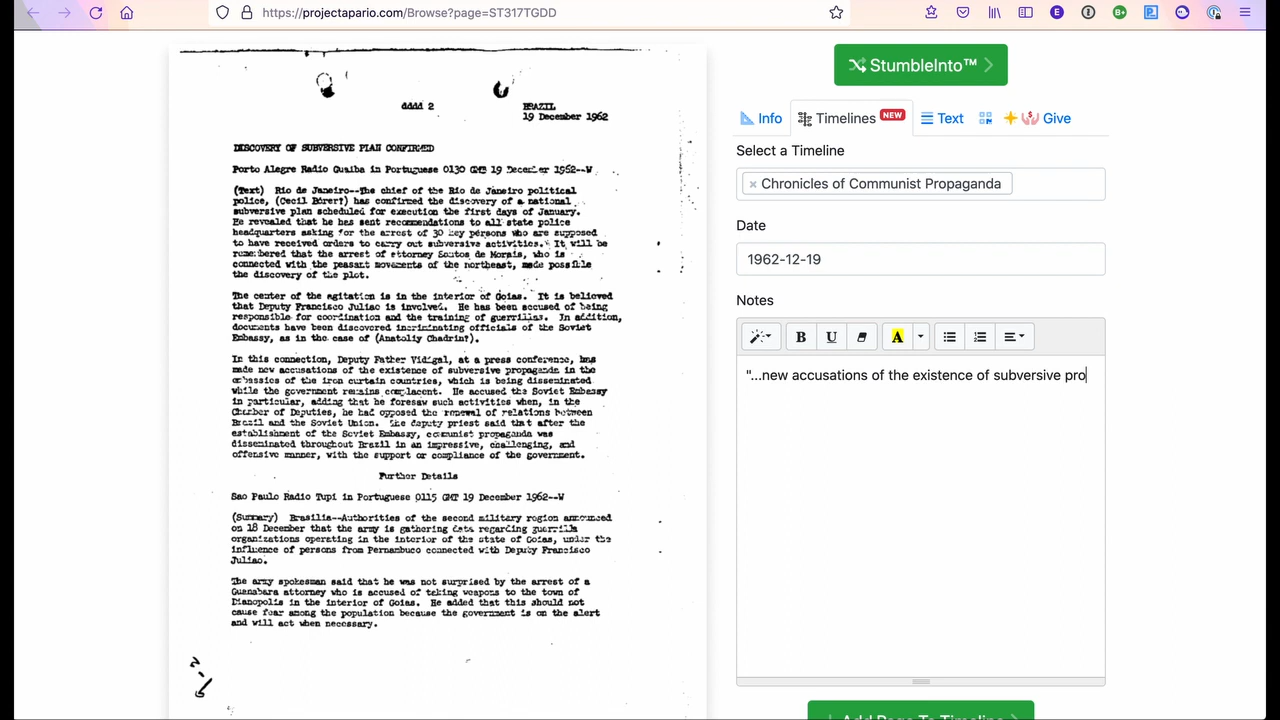 https://projectapario.com/Browse?page=ST317TGDD
dddd 2
BRAZIL
19 December 1962
DISCOVERY OF SUBVERSIVE PLAN CONFIRMED
Porto Alegre Radio Guaiba in Portuguese 0130 GMT 19 December 1962--W
(Text) Rio de Janeiro--The chief of the Rio de Janeiro political
police, (Cecil Borer?) has confirmed the discovery of a national
subversive plan scheduled for execution the first days of January.
He revealed that he has sent recommendations to all state police
headquarters asking for the arrest of 30 key persons who are supposed
to have received orders to carry out subversive activities. It will be
remembered that the arrest of attorney Santos de Morais, who is
connected with the peasant movements of the northeast, made possible
the discovery of the plot.
The center of the agitation is in the interior of Goias. It is believed
that Deputy Francisco Juliao is involved. He has been accused of being
responsible for coordination and the training of guerrillas. In addition,
documents have been discovered incriminating officials of the Soviet
Embassy, as in the case of (Anatoliy Chadrin?).
In this connection, Deputy Father Vidigal, at a press conference, has
made new accusations of the existence of subversive propaganda in the
embassies of the iron curtain countries, which is being disseminated
while the government remains complacent. He accused the Soviet Embassy
in particular, adding that he foresaw such activities when, in the
Chamber of Deputies, he had opposed the renewal of relations between
Brazil and the Soviet Union. The deputy priest said that after the
establishment of the Soviet Embassy, communist propaganda was
disseminated throughout Brazil in an impressive, challenging, and
offensive manner, with the support or compliance of the government.
Further Details
Sao Paulo Radio Tupi in Portuguese 0115 GMT 19 December 1962--W
(Summary) Brasilia--Authorities of the second military region announced
on 18 December that the army is gathering data regarding guerrilla
organizations operating in the interior of the state of Goias, under the
influence of persons from Pernambuco connected with Deputy Francisco
Juliao.
The army spokesman said that he was not surprised by the arrest of a
Guanabara attorney who is accused of taking weapons to the town of
Dianopolis in the interior of Goias. He added that this should not
cause fear among the population because the government is on the alert
and will act when necessary.
StumbleInto™
Info Timelines NEW Text Give
Select a Timeline
× Chronicles of Communist Propaganda
Date
1962-12-19
Notes
B U A
"...new accusations of the existence of subversive pro
Add Page To Timeline